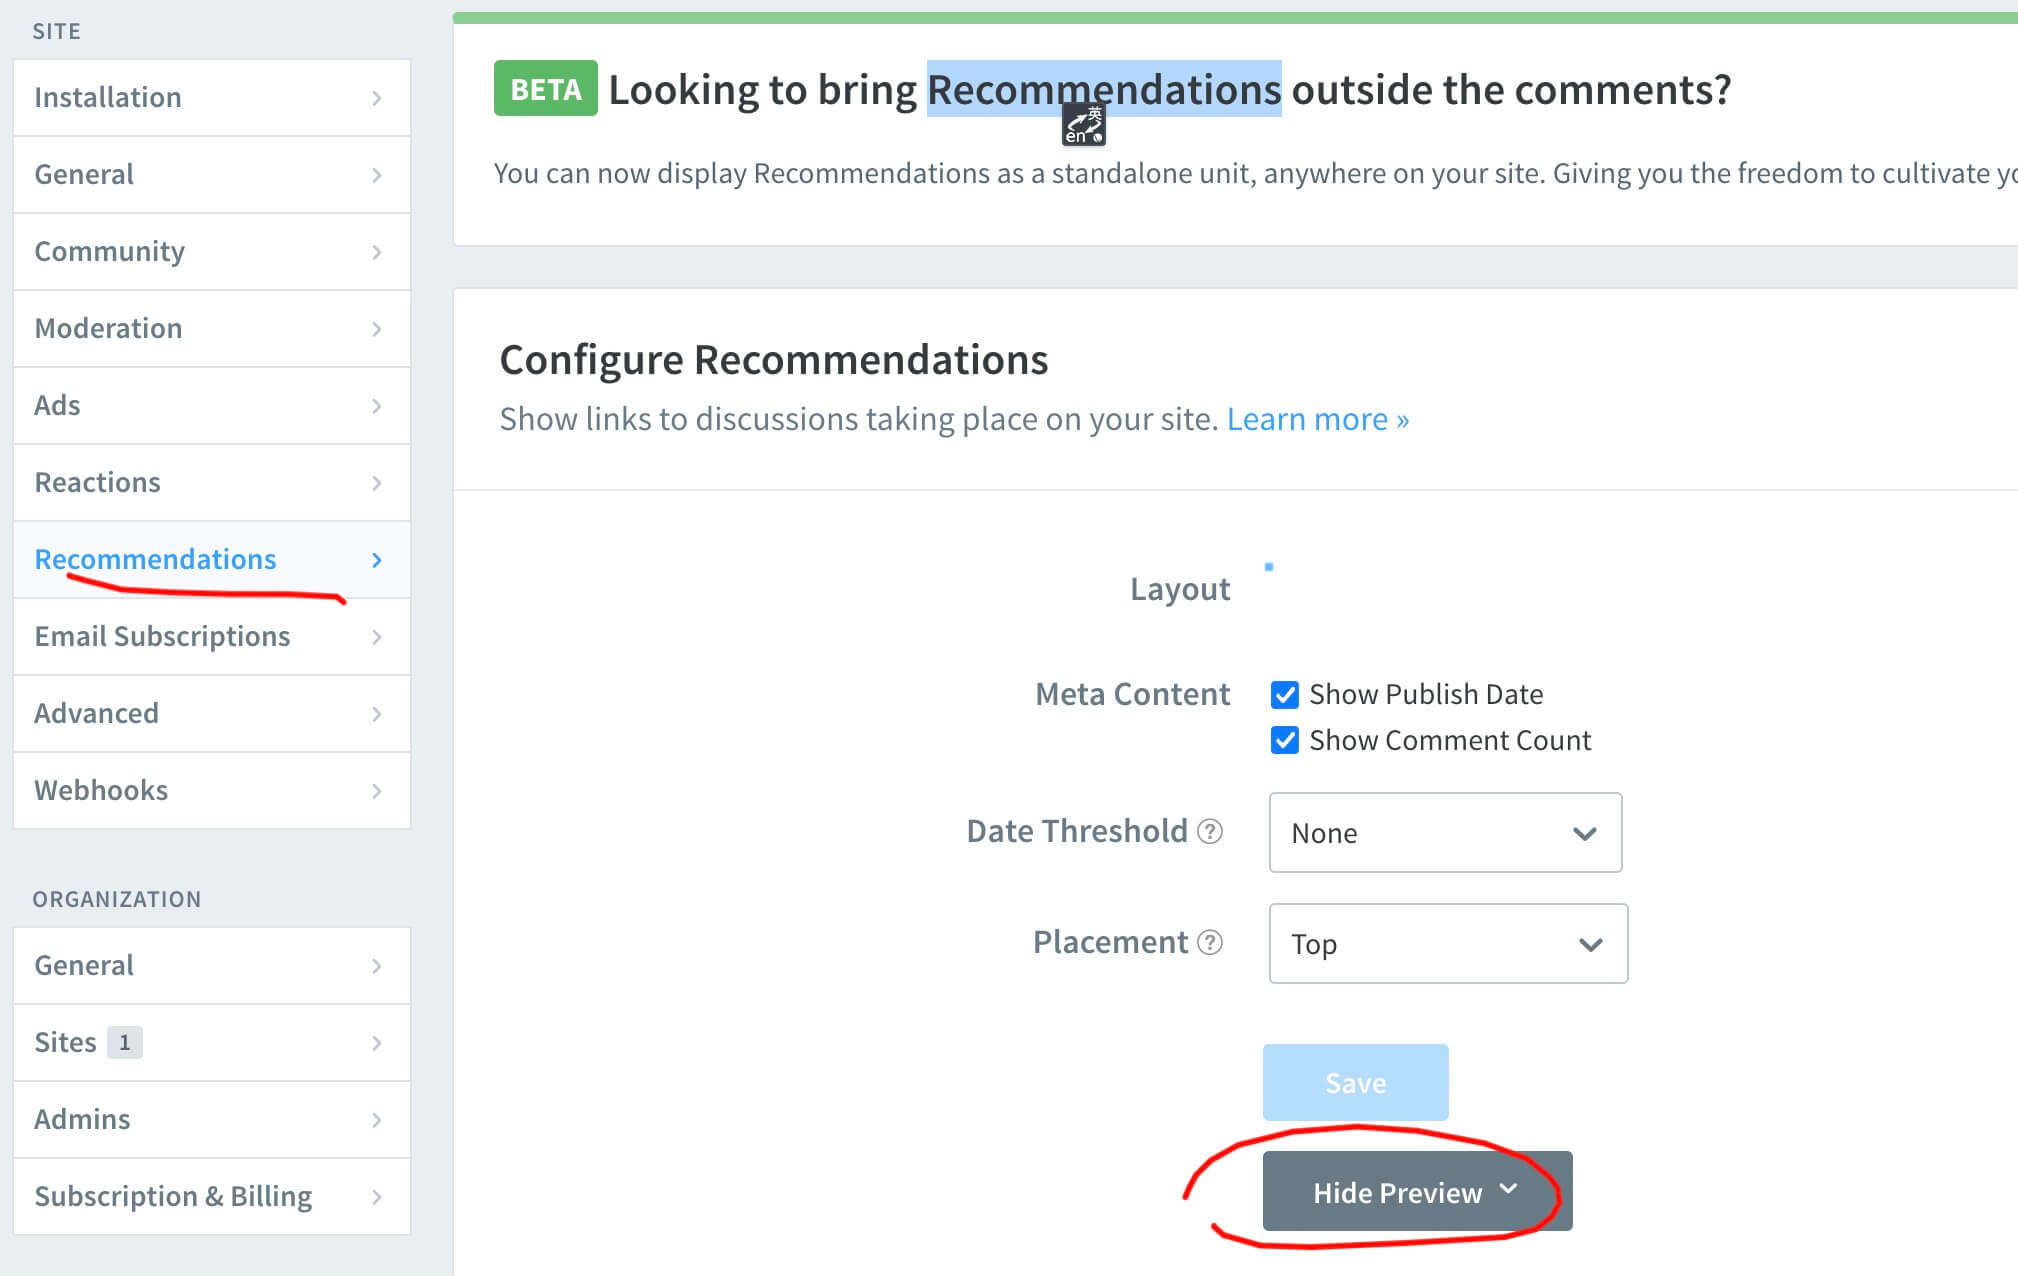 SITE
Installation
General
Community
Moderation
Ads
Reactions
Recommendations
Email Subscriptions
Advanced
Webhooks
ORGANIZATION
General
Sites 1
Admins
Subscription & Billing
BETA Looking to bring Recommendations outside the comments?
英
en
You can now display Recommendations as a standalone unit, anywhere on your site. Giving you the freedom to cultivate
Configure Recommendations
Show links to discussions taking place on your site. Learn more »
Layout
Meta Content
Show Publish Date
Show Comment Count
Date Threshold ?
None
Placement ?
Top
Save
Hide Preview